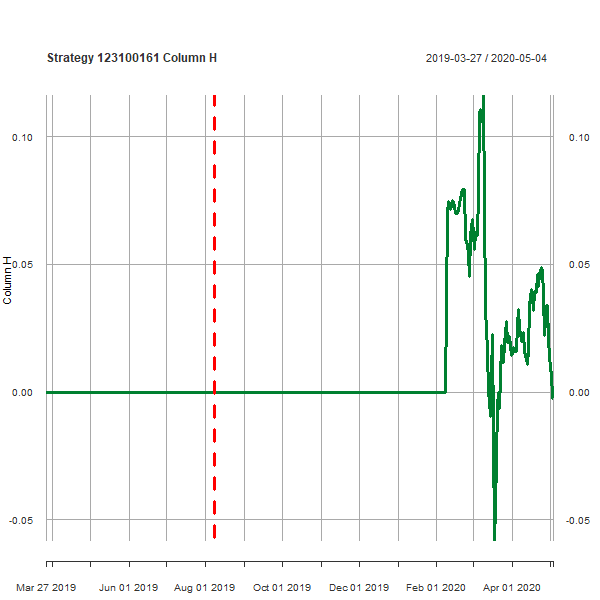 Strategy 123100161 Column H
2019-03-27 / 2020-05-04
0.10
0.10
0.05
0.05
Column H
0.00
0.00
-0.05
-0.05
Mar 27 2019
Jun 01 2019
Aug 01 2019
Oct 01 2019
Dec 01 2019
Feb 01 2020
Apr 01 2020